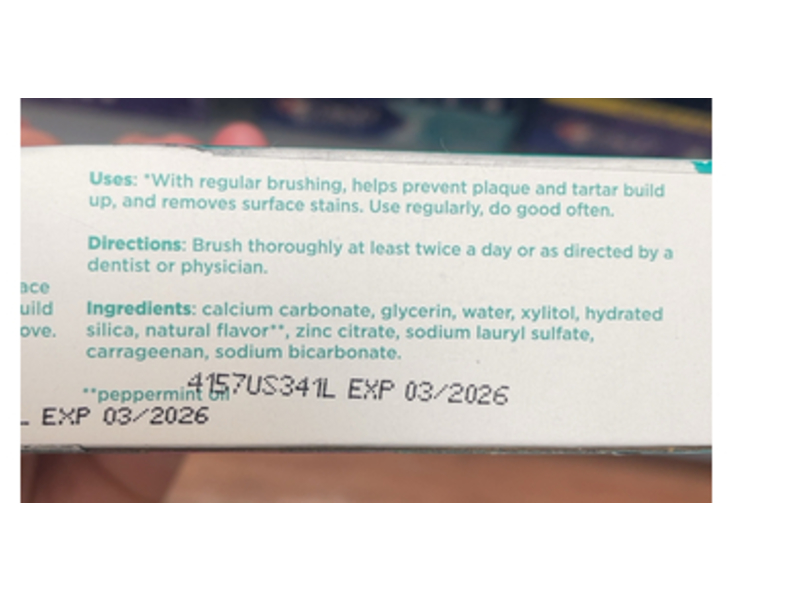 Uses: *With regular brushing, helps prevent plaque and tartar build
up, and removes surface stains. Use regularly, do good often.
Directions: Brush thoroughly at least twice a day or as directed by a
dentist or physician.
ace
uild
ove.
Ingredients: calcium carbonate, glycerin, water, xylitol, hydrated
silica, natural flavor**, zinc citrate, sodium lauryl sulfate,
carrageenan, sodium bicarbonate.
**peppermint oil
4157US341L EXP 03/2026
L EXP 03/2026